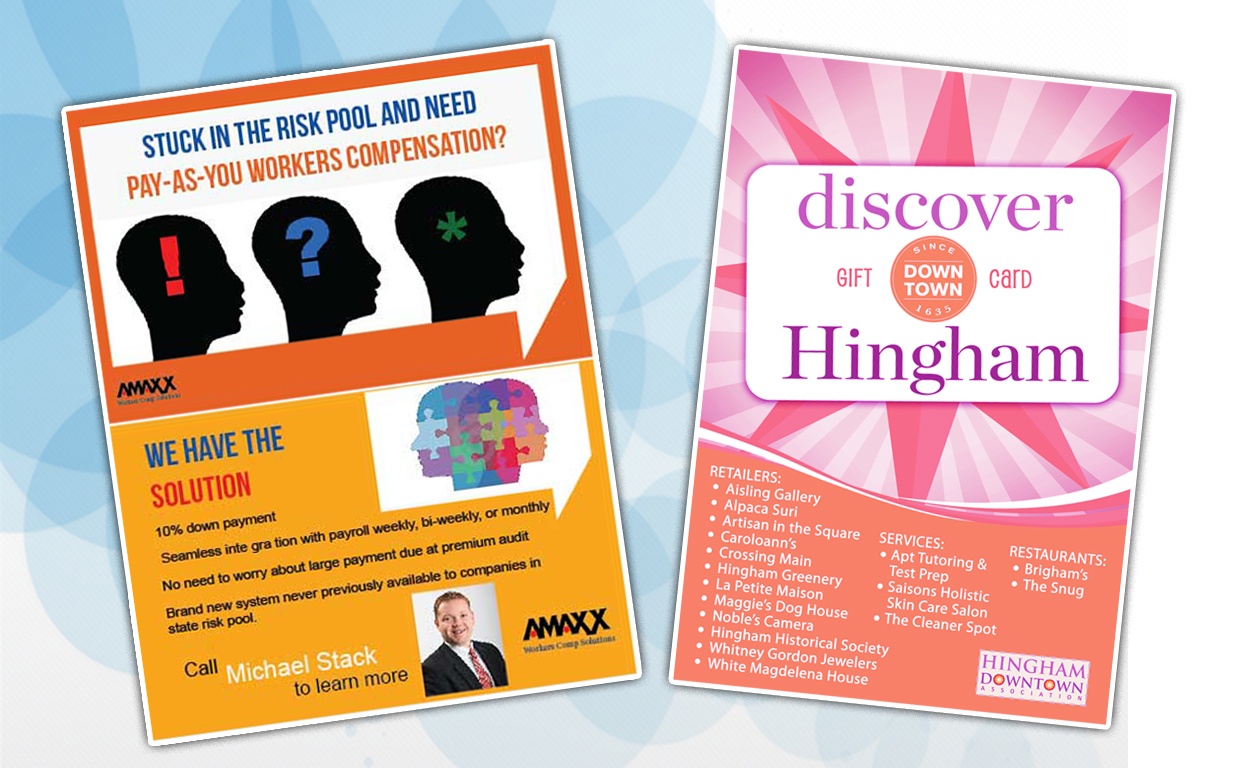 STUCK IN THE RISK POOL AND NEED
PAY-AS-YOU WORKERS COMPENSATION?
!
?
*
AMAXX
Workers Comp Solutions
WE HAVE THE
SOLUTION
10% down payment
Seamless inte gra tion with payroll weekly, bi-weekly, or monthly
No need to worry about large payment due at premium audit
Brand new system never previously available to companies in
state risk pool.
Call Michael Stack
to learn more
AMAXX
Workers Comp Solutions
discover
GIFT
SINCE
DOWN
TOWN
1635
CARD
Hingham
RETAILERS:
• Aisling Gallery
• Alpaca Suri
• Artisan in the Square
• Caroloann's
• Crossing Main
• Hingham Greenery
• La Petite Maison
• Maggie's Dog House
• Noble's Camera
• Hingham Historical Society
• Whitney Gordon Jewelers
• White Magdelena House
SERVICES:
• Apt Tutoring &
Test Prep
• Saisons Holistic
Skin Care Salon
• The Cleaner Spot
RESTAURANTS:
• Brigham's
• The Snug
HINGHAM
DOWNTOWN
ASSOCIATION